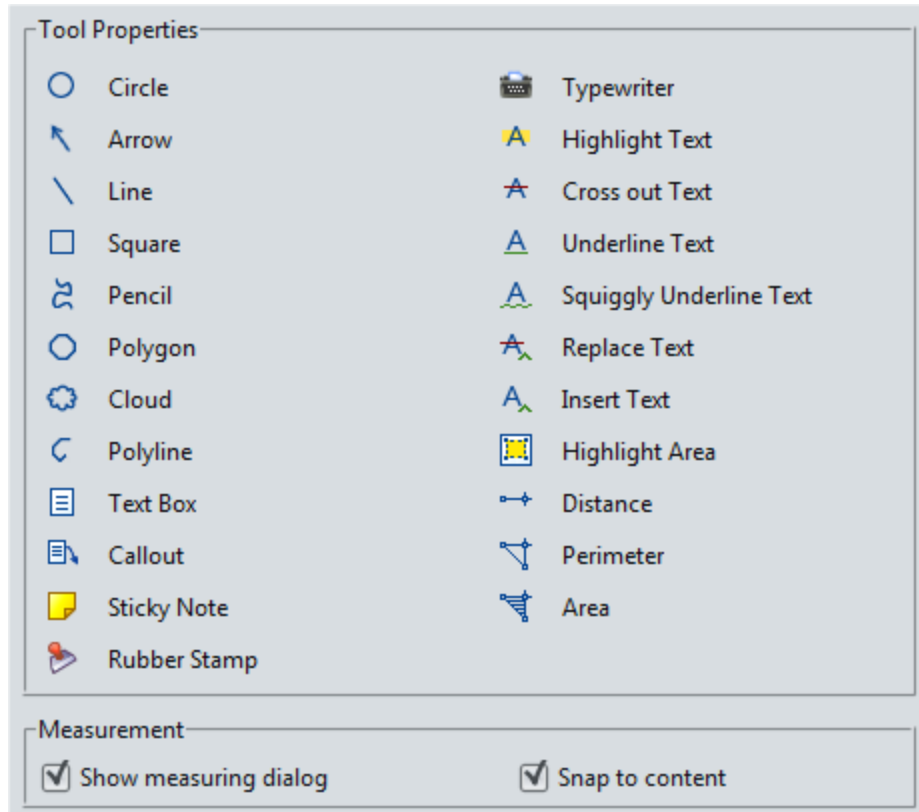 Tool Properties
Circle
Arrow
Line
Square
Pencil
Polygon
Cloud
Polyline
Text Box
Callout
Sticky Note
Rubber Stamp
Typewriter
Highlight Text
Cross out Text
Underline Text
Squiggly Underline Text
Replace Text
Insert Text
Highlight Area
Distance
Perimeter
Area
Measurement
Show measuring dialog
Snap to content